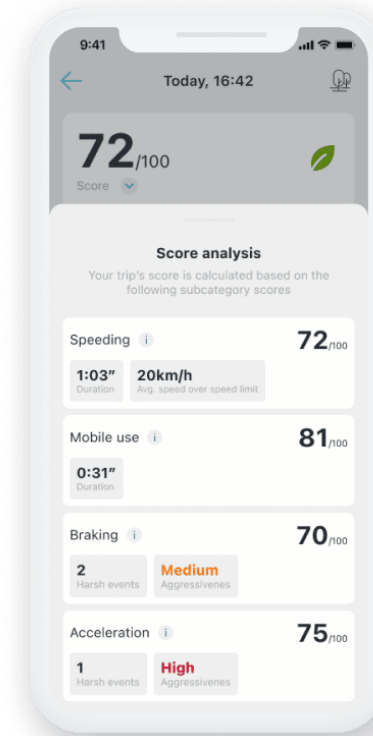 9:41
Today, 16:42
72/100
Score
Score analysis
Your trip's score is calculated based on the
following subcategory scores
Speeding i 72/100
1:03" 20km/h
Duration Avg. speed over speed limit
Mobile use i 81/100
0:31"
Duration
Braking i 70/100
2 Medium
Harsh events Aggressivenes
Acceleration i 75/100
1 High
Harsh events Aggressivenes